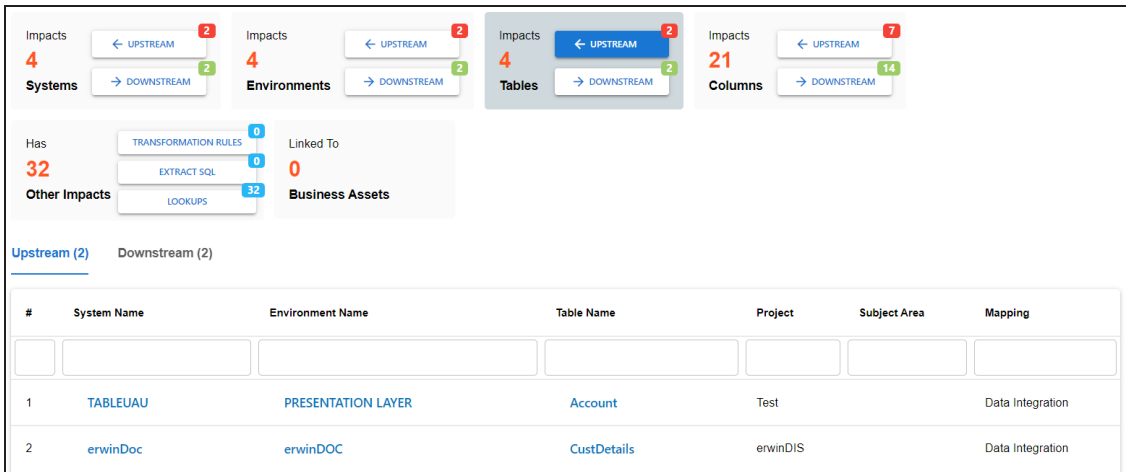 Impacts
4
Systems
← UPSTREAM
2
→ DOWNSTREAM
2
Impacts
4
Environments
← UPSTREAM
2
→ DOWNSTREAM
2
Impacts
4
Tables
← UPSTREAM
2
→ DOWNSTREAM
2
Impacts
21
Columns
← UPSTREAM
7
→ DOWNSTREAM
14
Has
32
Other Impacts
TRANSFORMATION RULES
0
EXTRACT SQL
0
LOOKUPS
32
Linked To
0
Business Assets
Upstream (2) Downstream (2)
# System Name Environment Name Table Name Project Subject Area Mapping
1 TABLEUAU PRESENTATION LAYER Account Test Data Integration
2 erwinDoc erwinDOC CustDetails erwinDIS Data Integration